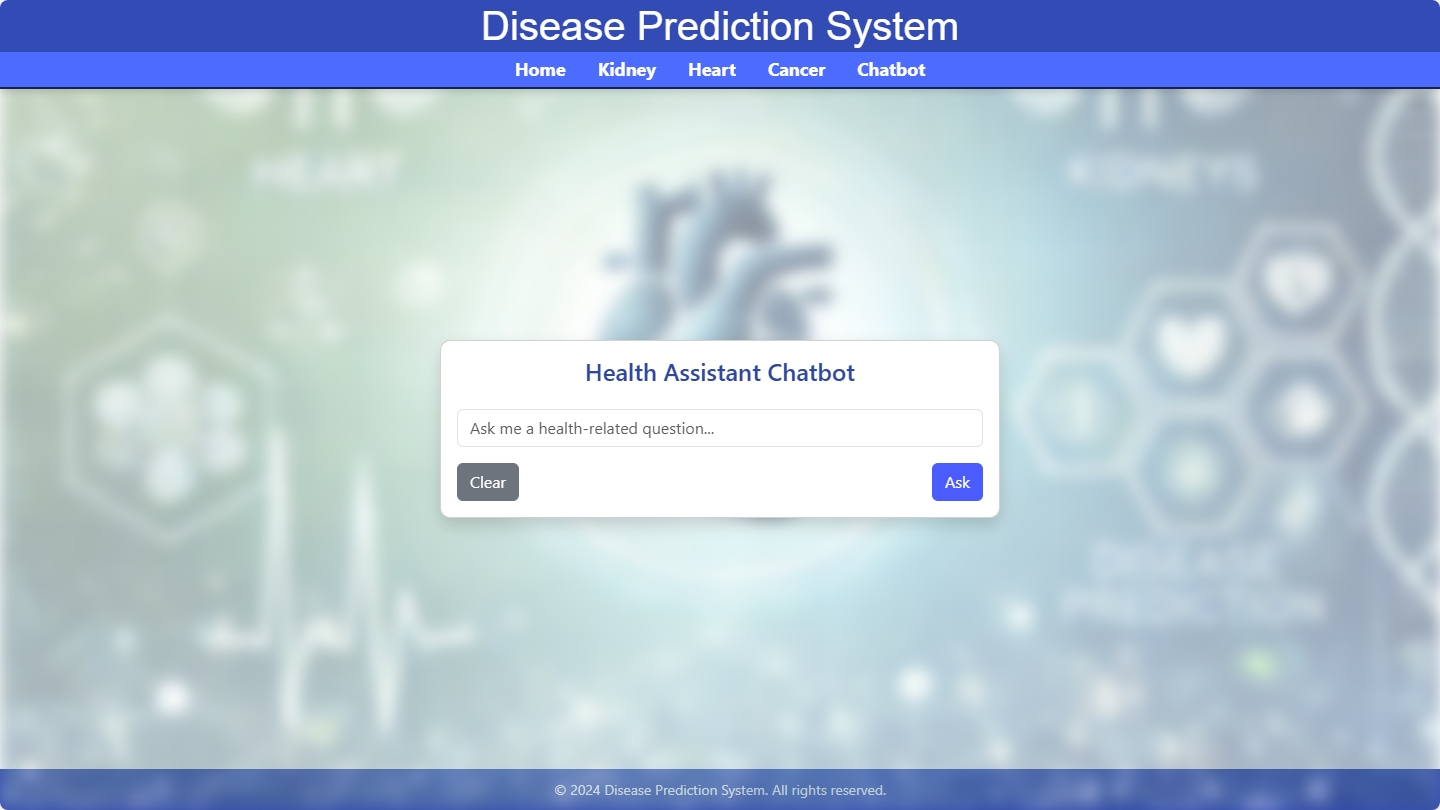 Disease Prediction System
Home Kidney Heart Cancer Chatbot
HEART
KIDNEYS
Health Assistant Chatbot
Ask me a health-related question...
Clear Ask
DISEASE
PREDICTION
© 2024 Disease Prediction System. All rights reserved.